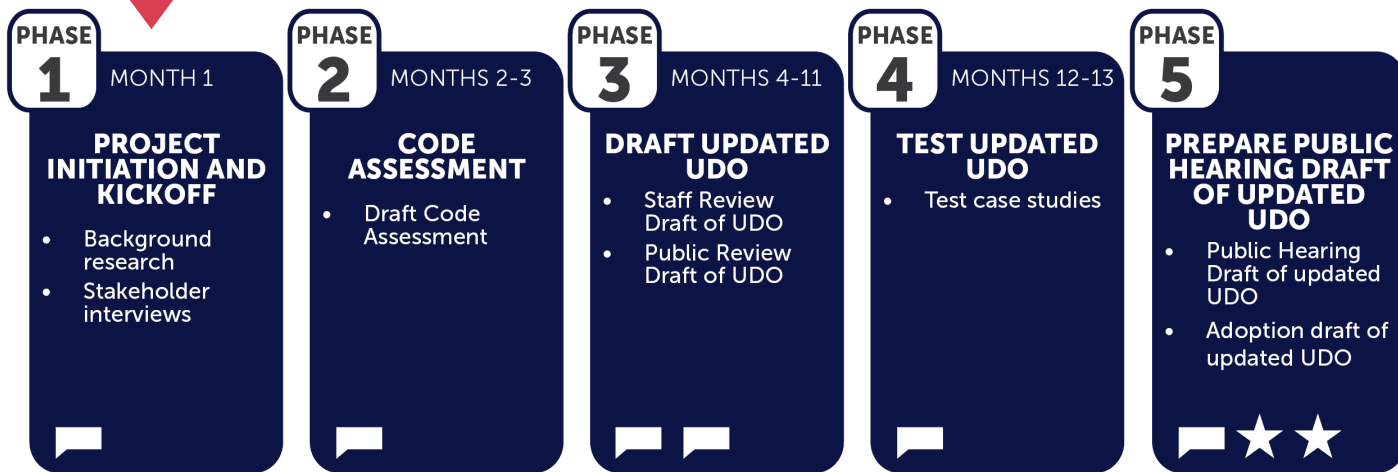 PHASE
1
MONTH 1
PROJECT
INITIATION AND
KICKOFF
• Background
research
• Stakeholder
interviews
PHASE
2
MONTHS 2-3
CODE
ASSESSMENT
• Draft Code
Assessment
PHASE
3
MONTHS 4-11
DRAFT UPDATED
UDO
• Staff Review
Draft of UDO
• Public Review
Draft of UDO
PHASE
4
MONTHS 12-13
TEST UPDATED
UDO
• Test case studies
PHASE
5
PREPARE PUBLIC
HEARING DRAFT
OF UPDATED
UDO
• Public Hearing
Draft of updated
UDO
• Adoption draft of
updated UDO